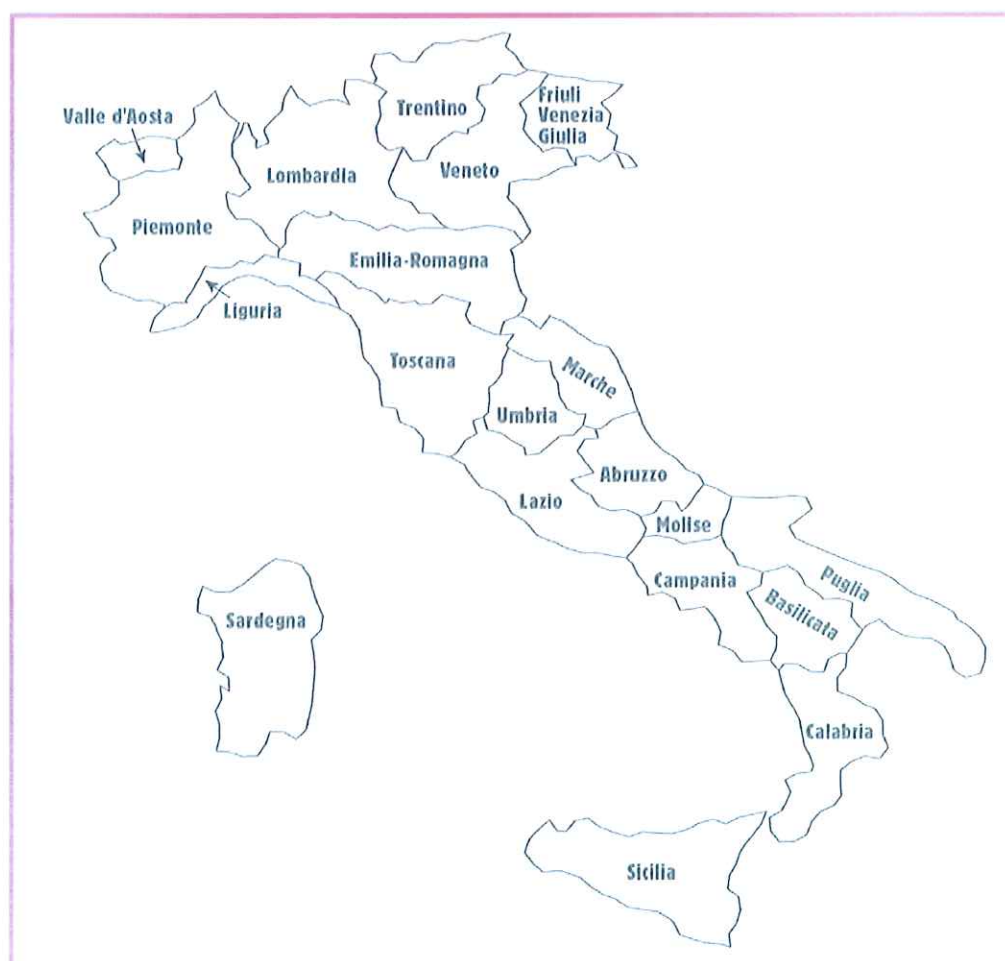 Valle d'Aosta
Trentino
Friuli
Venezia
Giulia
Lombardia
Veneto
Piemonte
Emilia-Romagna
Liguria
Toscana
Marche
Umbria
Abruzzo
Lazio
Molise
Campania
Puglia
Basilicata
Sardegna
Calabria
Sicilia